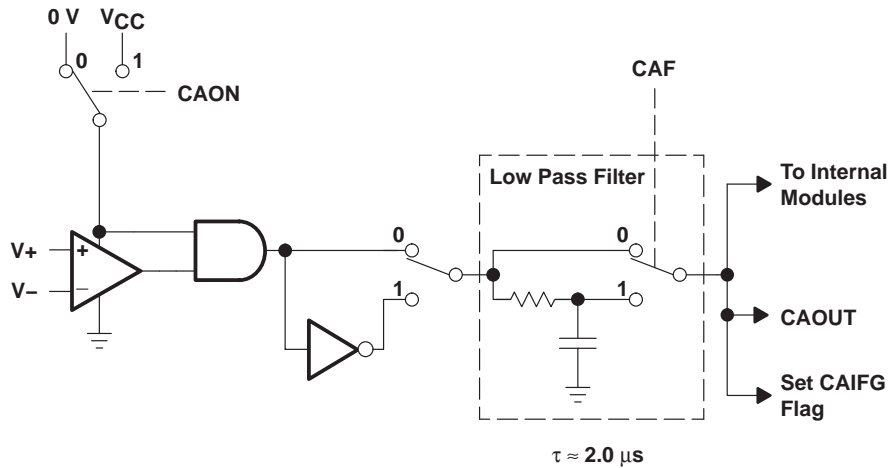 0 V VCC
0 1
CAON
CAF
Low Pass Filter
To Internal
Modules
V+
+
0
0
V−
−
1
1
CAOUT
Set CAIFG
Flag
τ ≈ 2.0 μs